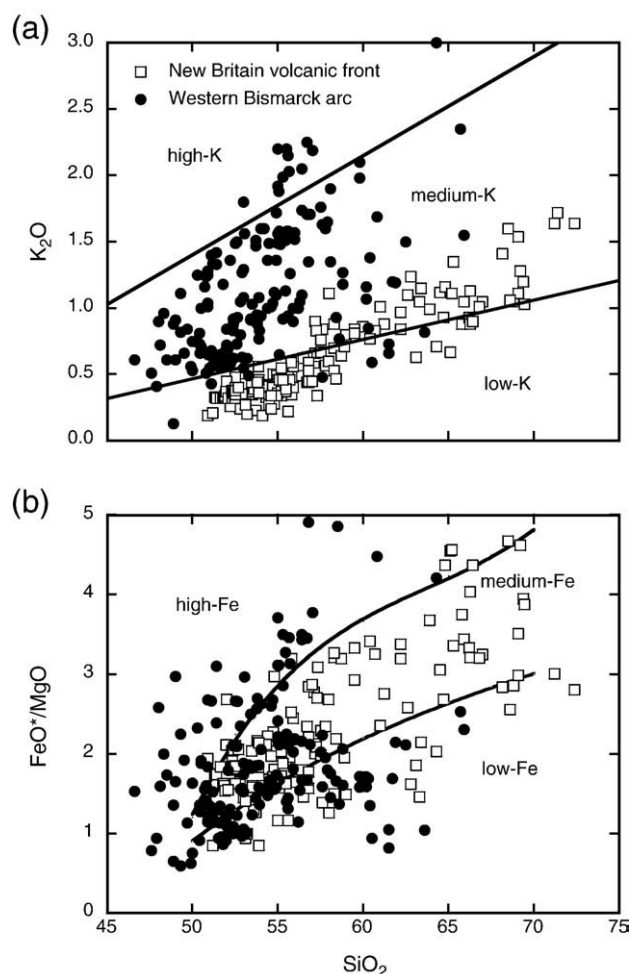 (a)
3.0
New Britain volcanic front
Western Bismarck arc
2.5
high-K
2.0
medium-K
K₂O
1.5
1.0
0.5
low-K
0.0
(b)
5
high-Fe
medium-Fe
4
FeO*/MgO
3
2
low-Fe
1
0
45 50 55 60 65 70 75
SiO₂